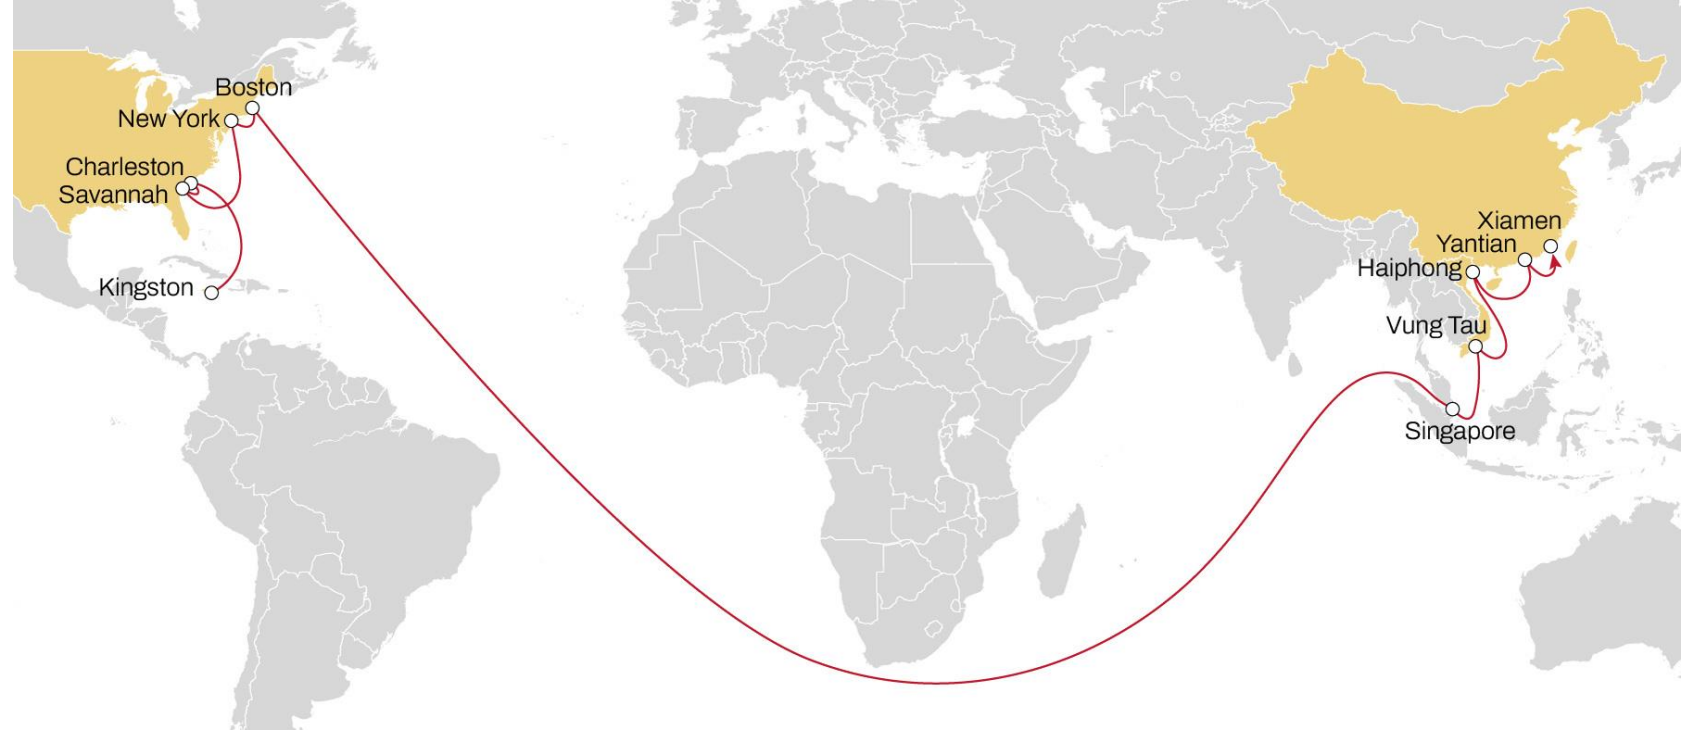 Boston
New York
Charleston
Savannah
Kingston
Xiamen
Yantian
Haiphong
Vung Tau
Singapore